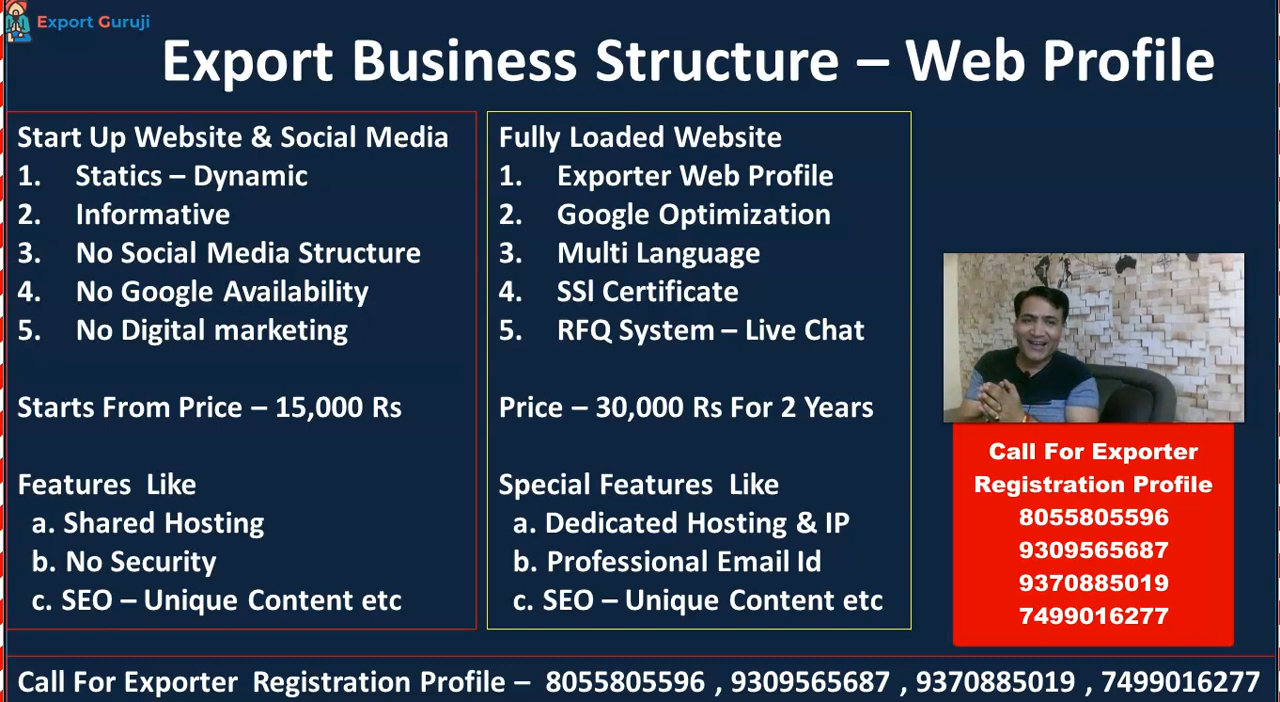 Export Guruji
Export Business Structure – Web Profile
Start Up Website & Social Media
1. Statics – Dynamic
2. Informative
3. No Social Media Structure
4. No Google Availability
5. No Digital marketing
Starts From Price – 15,000 Rs
Features Like
a. Shared Hosting
b. No Security
c. SEO – Unique Content etc
Fully Loaded Website
1. Exporter Web Profile
2. Google Optimization
3. Multi Language
4. SSl Certificate
5. RFQ System – Live Chat
Price – 30,000 Rs For 2 Years
Special Features Like
a. Dedicated Hosting & IP
b. Professional Email Id
c. SEO – Unique Content etc
Call For Exporter
Registration Profile
8055805596
9309565687
9370885019
7499016277
Call For Exporter Registration Profile – 8055805596 , 9309565687 , 9370885019 , 7499016277